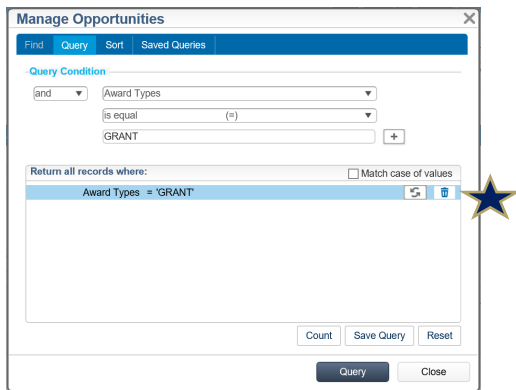 Manage Opportunities
Find Query Sort Saved Queries
Query Condition
and Award Types
is equal (=)
GRANT +
Return all records where: Match case of values
Award Types = 'GRANT'
Count Save Query Reset
Query Close